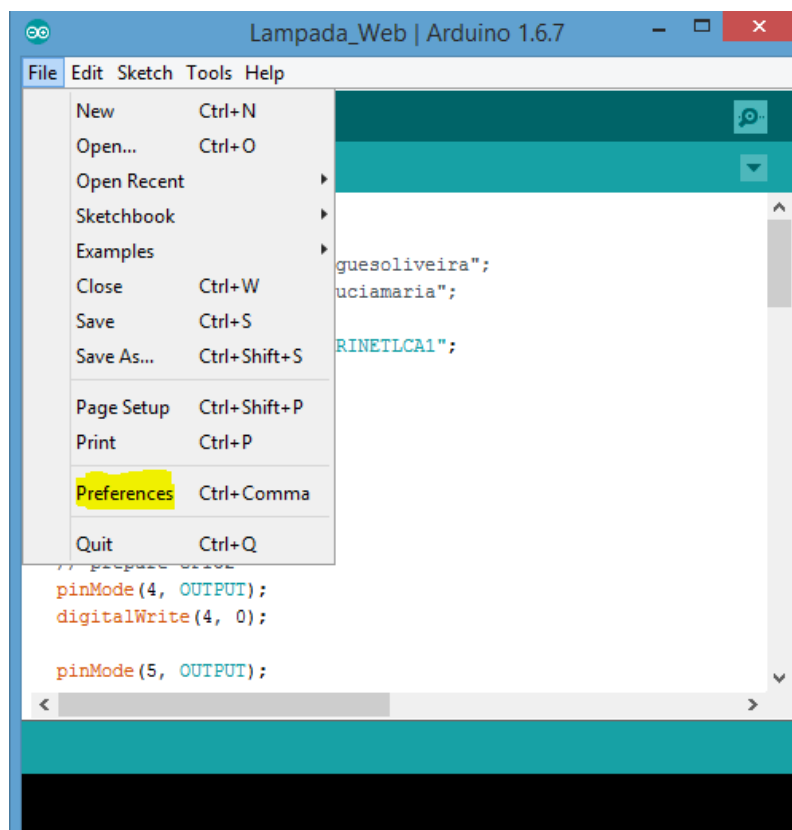 Lampada_Web | Arduino 1.6.7
File Edit Sketch Tools Help
New Ctrl+N
Open... Ctrl+O
Open Recent
Sketchbook
Examples
guesoliveira";
Close Ctrl+W
uciamaria";
Save Ctrl+S
RINETLCA1";
Save As... Ctrl+Shift+S
Page Setup Ctrl+Shift+P
Print Ctrl+P
Preferences Ctrl+Comma
Quit Ctrl+Q
// prepare
pinMode(4, OUTPUT);
digitalWrite(4, 0);
pinMode(5, OUTPUT);